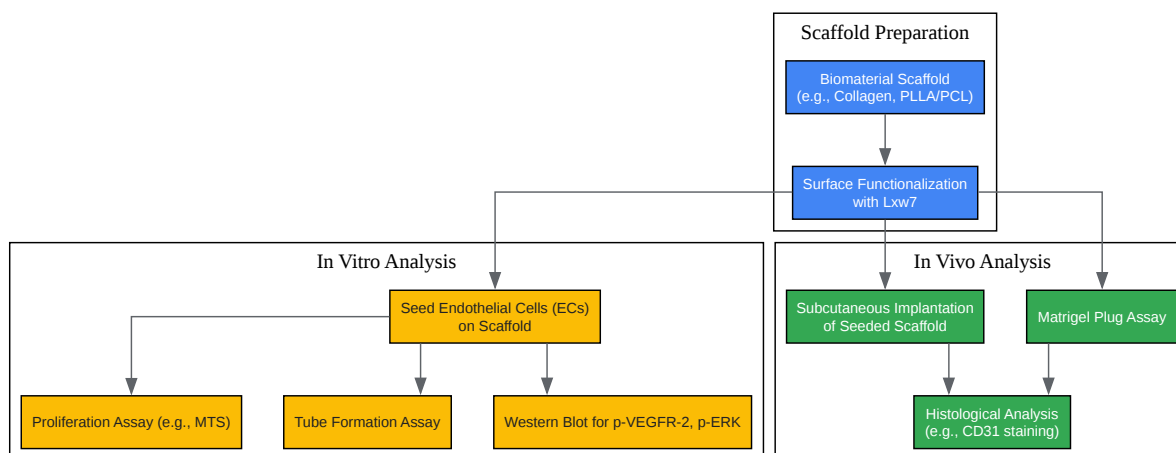 Scaffold Preparation
Biomaterial Scaffold
(e.g., Collagen, PLLA/PCL)
Surface Functionalization
with Lxw7
In Vitro Analysis
Seed Endothelial Cells (ECs)
on Scaffold
Proliferation Assay (e.g., MTS)
Tube Formation Assay
Western Blot for p-VEGFR-2, p-ERK
In Vivo Analysis
Subcutaneous Implantation
of Seeded Scaffold
Matrigel Plug Assay
Histological Analysis
(e.g., CD31 staining)